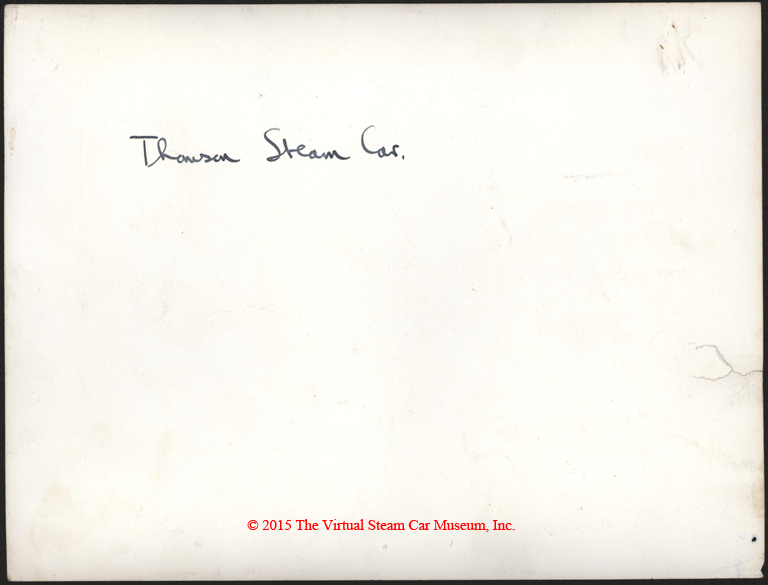 Thomson Steam Car.
© 2015 The Virtual Steam Car Museum, Inc.